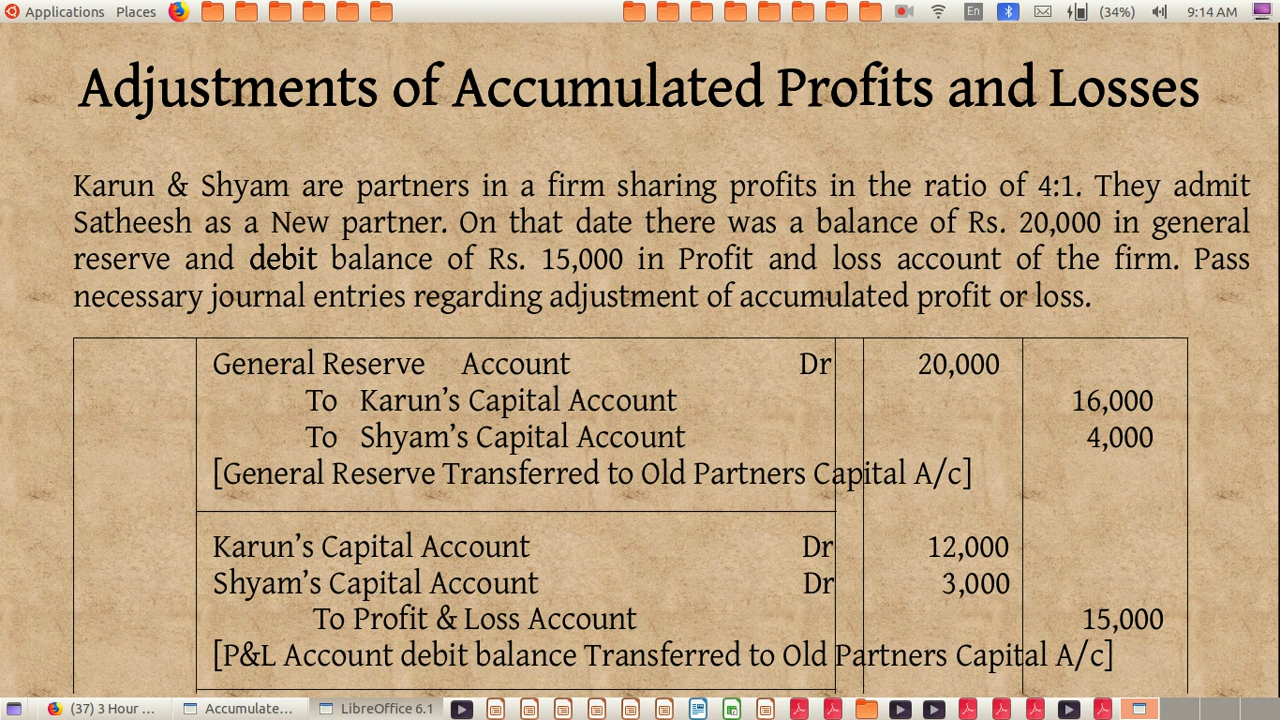 Applications Places En (34%) 9:14 AM
Adjustments of Accumulated Profits and Losses
Karun & Shyam are partners in a firm sharing profits in the ratio of 4:1. They admit
Satheesh as a New partner. On that date there was a balance of Rs. 20,000 in general
reserve and debit balance of Rs. 15,000 in Profit and loss account of the firm. Pass
necessary journal entries regarding adjustment of accumulated profit or loss.
General Reserve Account Dr 20,000
To Karun’s Capital Account 16,000
To Shyam’s Capital Account 4,000
[General Reserve Transferred to Old Partners Capital A/c]
Karun’s Capital Account Dr 12,000
Shyam’s Capital Account Dr 3,000
To Profit & Loss Account 15,000
[P&L Account debit balance Transferred to Old Partners Capital A/c]
(37) 3 Hour ... Accumulate... LibreOffice 6.1